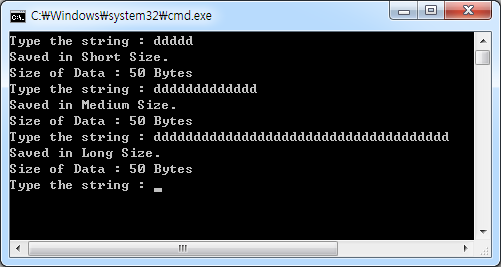 C:₩Windows₩system32₩cmd.exe
Type the string : ddddd
Saved in Short Size.
Size of Data : 50 Bytes
Type the string : ddddddddddddd
Saved in Medium Size.
Size of Data : 50 Bytes
Type the string : ddddddddddddddddddddddddddddddddddddd
Saved in Long Size.
Size of Data : 50 Bytes
Type the string : _